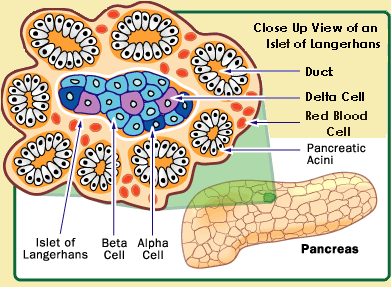 Close Up View of an
Islet of Langerhans
Duct
Delta Cell
Red Blood
Cell
Pancreatic
Acini
Islet of
Langerhans
Beta
Cell
Alpha
Cell
Pancreas